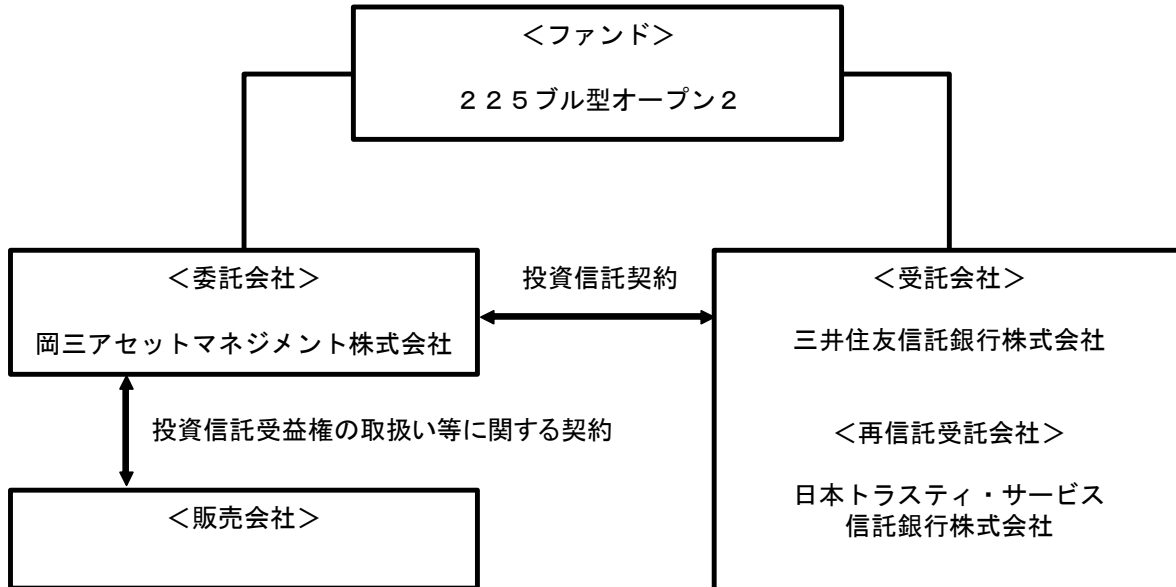 ＜ファンド＞
２２５ブル型オープン２
＜委託会社＞
岡三アセットマネジメント株式会社
投資信託契約
＜受託会社＞
三井住友信託銀行株式会社
＜再信託受託会社＞
日本トラスティ・サービス
信託銀行株式会社
投資信託受益権の取扱い等に関する契約
＜販売会社＞